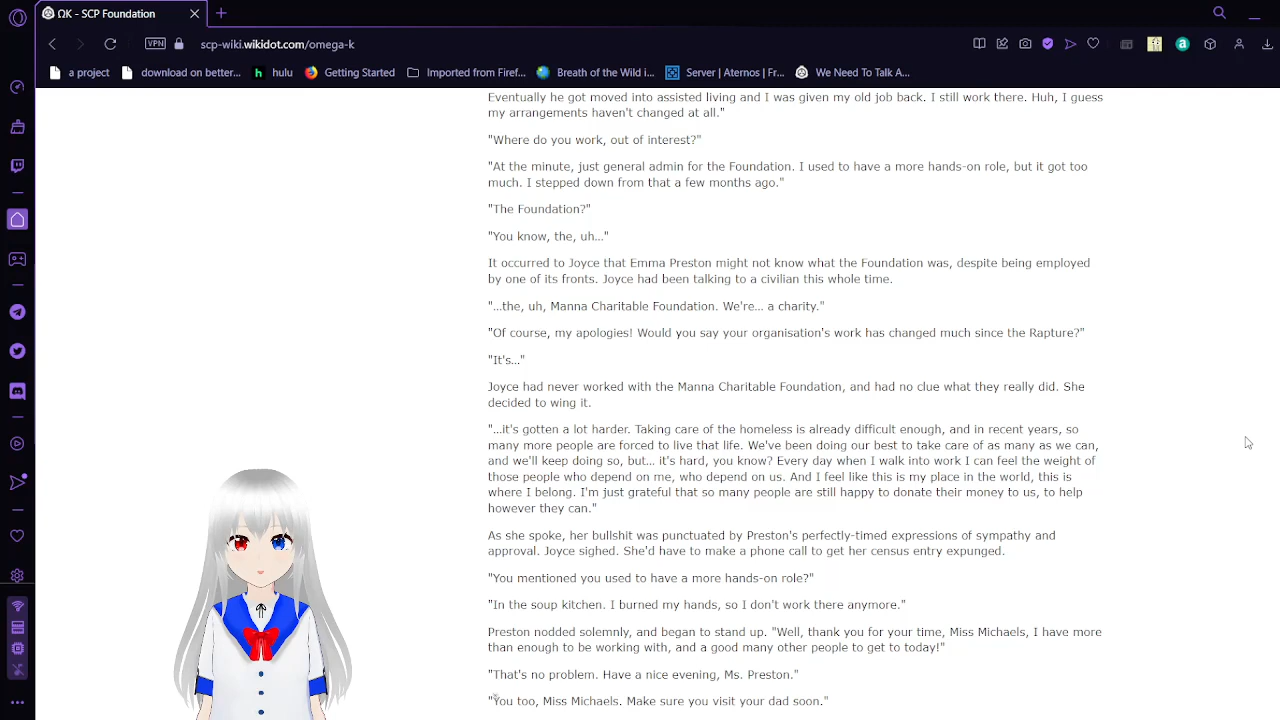 ΩK - SCP Foundation
VPN
scp-wiki.wikidot.com/omega-k
a project
download on better...
hulu
Getting Started
Imported from Firef...
Breath of the Wild i...
Server | Aternos | Fr...
We Need To Talk A...
Eventually he got moved into assisted living and I was given my old job back. I still work there. Huh, I guess
my arrangements haven't changed at all."
"Where do you work, out of interest?"
"At the minute, just general admin for the Foundation. I used to have a more hands-on role, but it got too
much. I stepped down from that a few months ago."
"The Foundation?"
"You know, the, uh..."
It occurred to Joyce that Emma Preston might not know what the Foundation was, despite being employed
by one of its fronts. Joyce had been talking to a civilian this whole time.
"...the, uh, Manna Charitable Foundation. We're... a charity."
"Of course, my apologies! Would you say your organisation's work has changed much since the Rapture?"
"It's..."
Joyce had never worked with the Manna Charitable Foundation, and had no clue what they really did. She
decided to wing it.
"...it's gotten a lot harder. Taking care of the homeless is already difficult enough, and in recent years, so
many more people are forced to live that life. We've been doing our best to take care of as many as we can,
and we'll keep doing so, but... it's hard, you know? Every day when I walk into work I can feel the weight of
those people who depend on me, who depend on us. And I feel like this is my place in the world, this is
where I belong. I'm just grateful that so many people are still happy to donate their money to us, to help
however they can."
As she spoke, her bullshit was punctuated by Preston's perfectly-timed expressions of sympathy and
approval. Joyce sighed. She'd have to make a phone call to get her census entry expunged.
"You mentioned you used to have a more hands-on role?"
"In the soup kitchen. I burned my hands, so I don't work there anymore."
Preston nodded solemnly, and began to stand up. "Well, thank you for your time, Miss Michaels, I have more
than enough to be working with, and a good many other people to get to today!"
"That's no problem. Have a nice evening, Ms. Preston."
"You too, Miss Michaels. Make sure you visit your dad soon."